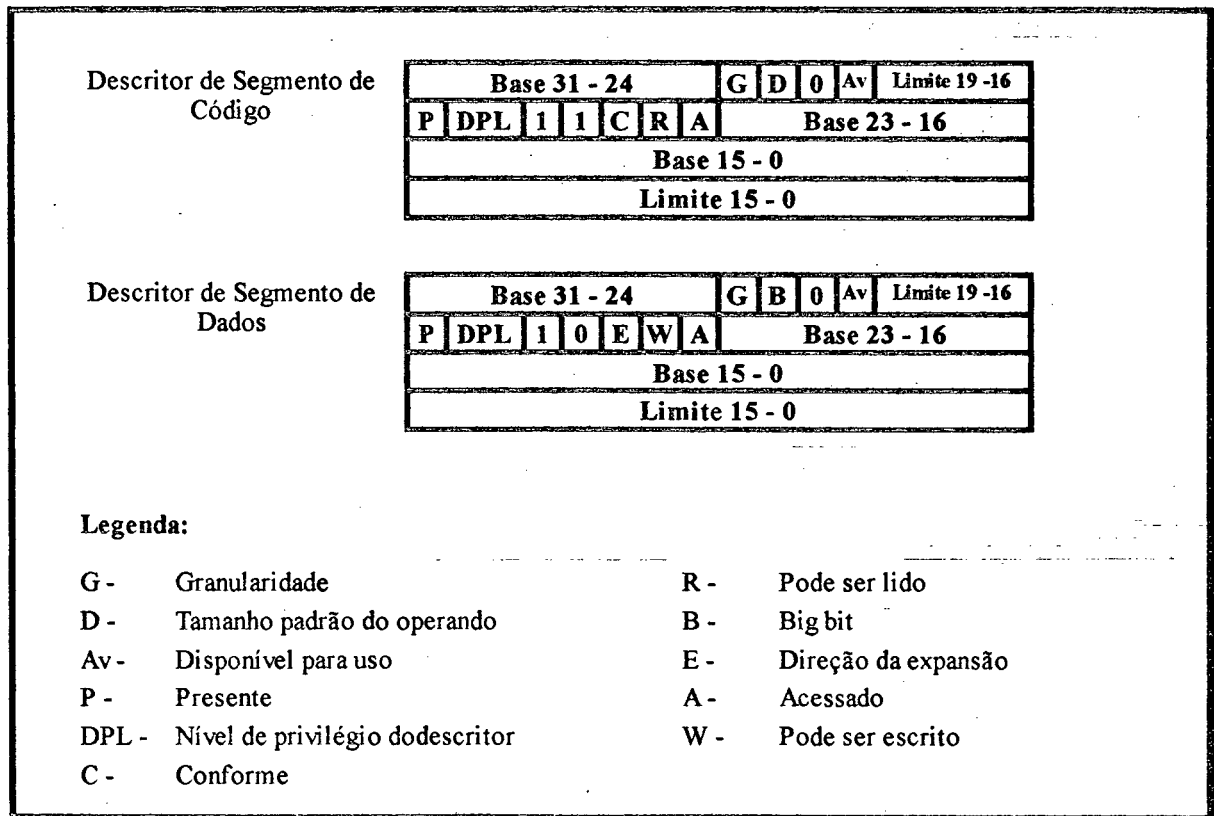 Descritor de Segmento de
Código
Base 31 - 24 G D 0 Av Limite 19 -16
P DPL 1 1 C R A Base 23 - 16
Base 15 - 0
Limite 15 - 0
Descritor de Segmento de
Dados
Base 31 - 24 G B 0 Av Limite 19 -16
P DPL 1 0 E W A Base 23 - 16
Base 15 - 0
Limite 15 - 0
Legenda:
G - Granularidade R - Pode ser lido
D - Tamanho padrão do operando B - Big bit
Av - Disponível para uso E - Direção da expansão
P - Presente A - Acessado
DPL - Nível de privilégio dodescritor W - Pode ser escrito
C - Conforme